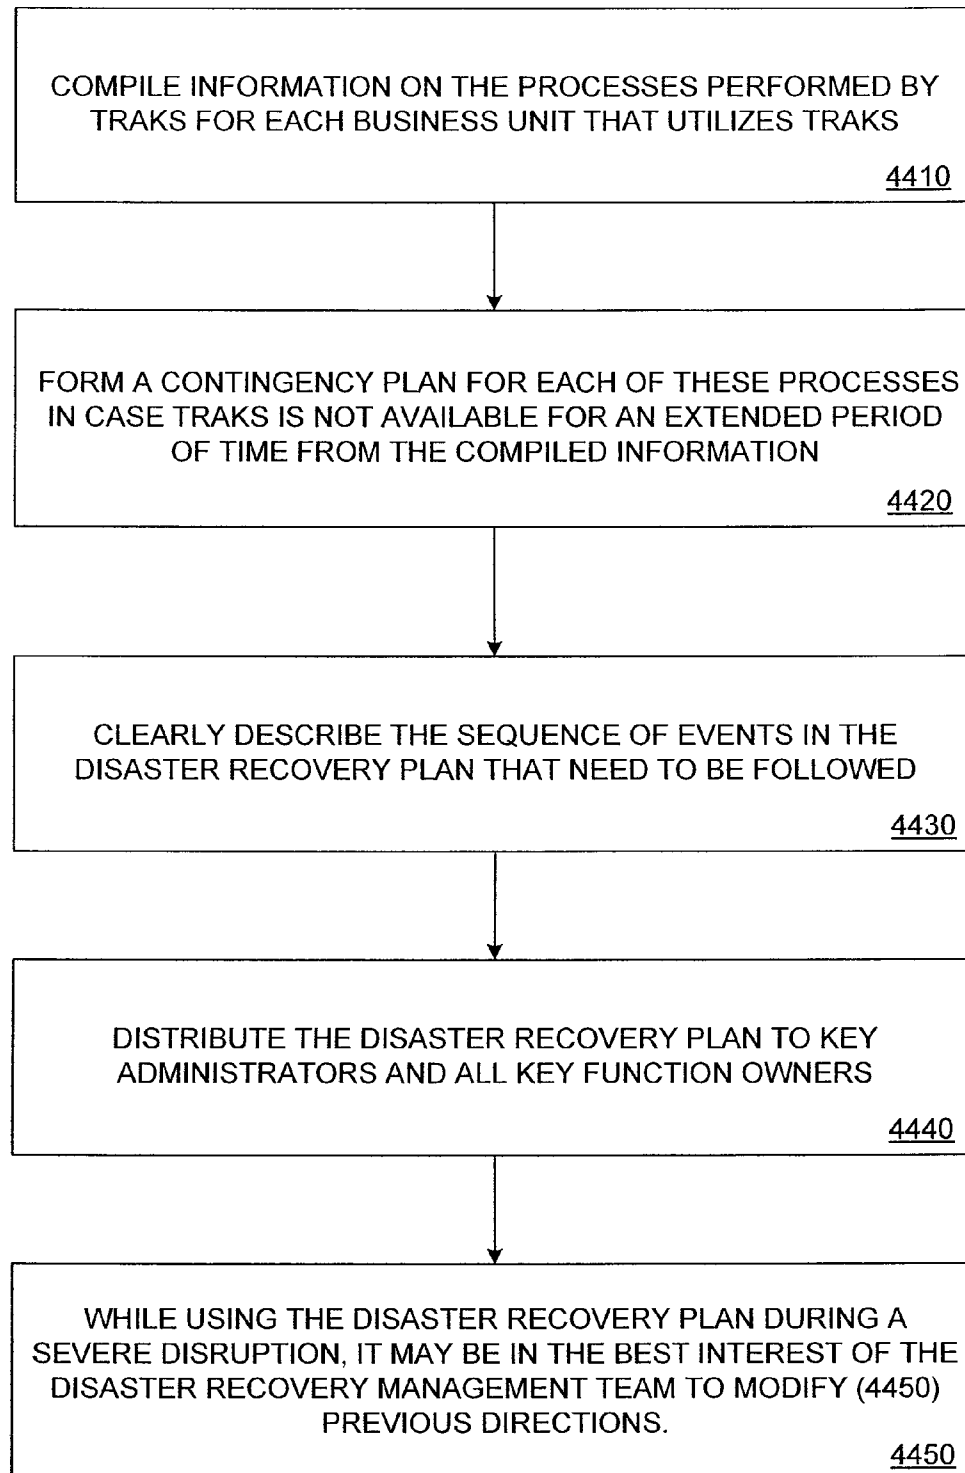 COMPILE INFORMATION ON THE PROCESSES PERFORMED BY
TRAKS FOR EACH BUSINESS UNIT THAT UTILIZES TRAKS
4410
FORM A CONTINGENCY PLAN FOR EACH OF THESE PROCESSES
IN CASE TRAKS IS NOT AVAILABLE FOR AN EXTENDED PERIOD
OF TIME FROM THE COMPILED INFORMATION
4420
CLEARLY DESCRIBE THE SEQUENCE OF EVENTS IN THE
DISASTER RECOVERY PLAN THAT NEED TO BE FOLLOWED
4430
DISTRIBUTE THE DISASTER RECOVERY PLAN TO KEY
ADMINISTRATORS AND ALL KEY FUNCTION OWNERS
4440
WHILE USING THE DISASTER RECOVERY PLAN DURING A
SEVERE DISRUPTION, IT MAY BE IN THE BEST INTEREST OF THE
DISASTER RECOVERY MANAGEMENT TEAM TO MODIFY (4450)
PREVIOUS DIRECTIONS.
4450